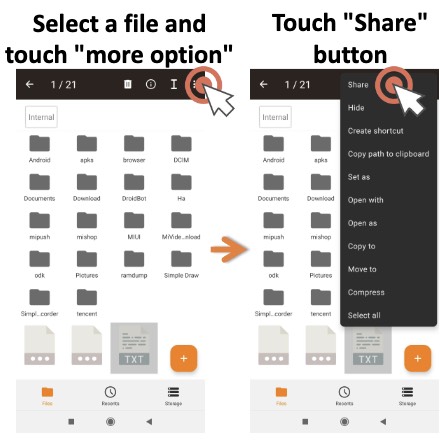 Select a file and
touch "more option"
1 / 21
Internal
Android apks browser DCIM
Documents Download DroidBot Ha
mipush mishop MIUI MiVide..nload
odk Pictures ramdump Simple Draw
Simpl...corder tencent
TXT
Files Recents Storage
Touch "Share"
button
1 / 21
Internal
Android apks
Documents Download
mipush mishop
odk Pictures
Simpl...corder tencent
Share
Hide
Create shortcut
Copy path to clipboard
Set as
Open with
Open as
Copy to
Move to
Compress
Select all
TXT
Files Recents Storage